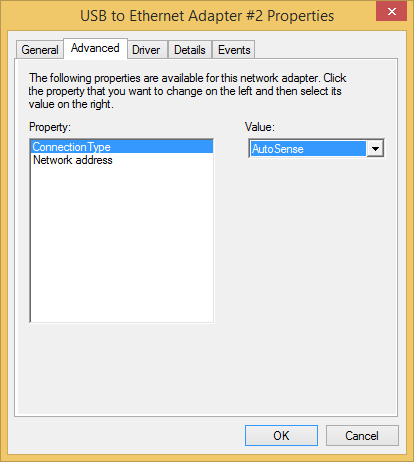 USB to Ethernet Adapter #2 Properties
General Advanced Driver Details Events
The following properties are available for this network adapter. Click
the property that you want to change on the left and then select its
value on the right.
Property:
Value:
ConnectionType
AutoSense
Network address
OK Cancel